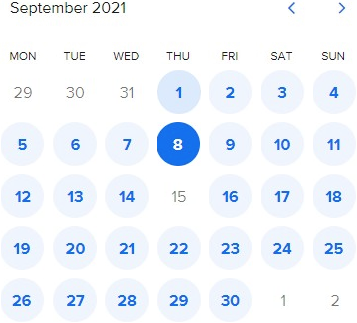 September 2021
MON TUE WED THU FRI SAT SUN
29 30 31 1 2 3 4
5 6 7 8 9 10 11
12 13 14 15 16 17 18
19 20 21 22 23 24 25
26 27 28 29 30 1 2